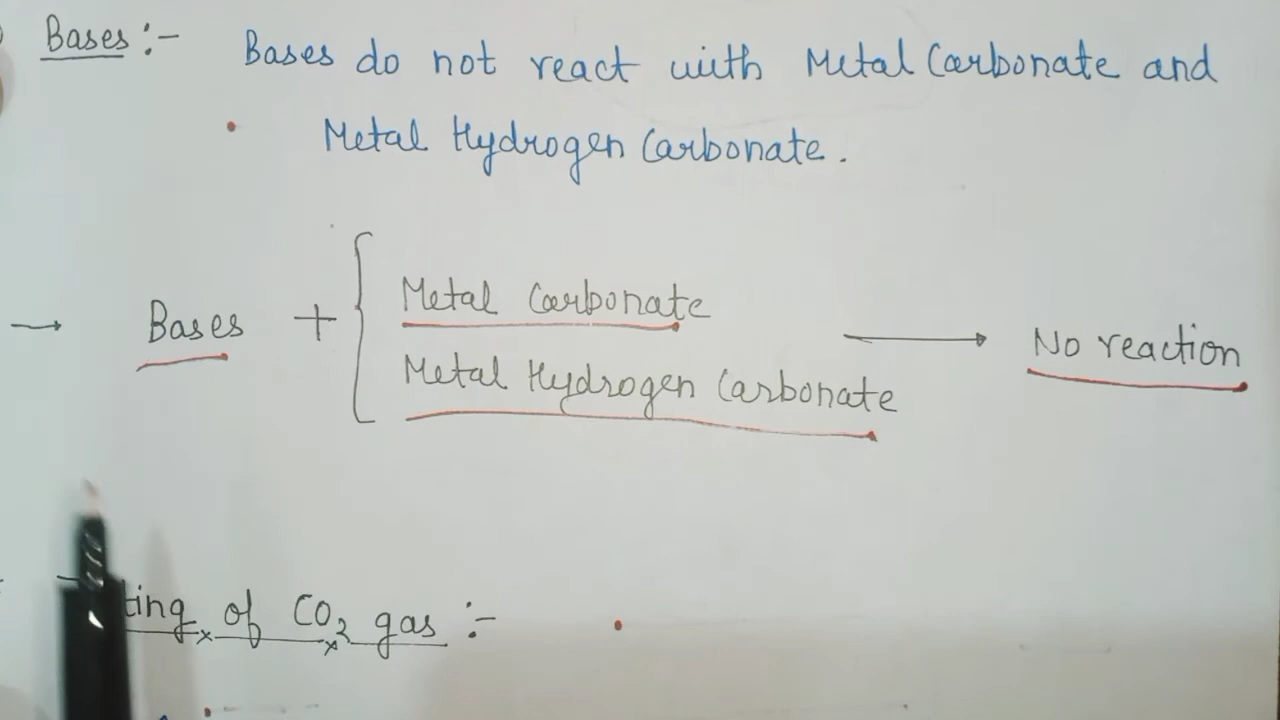 Bases :- Bases do not react with Metal Carbonate and
Metal Hydrogen Carbonate.
→ Bases + { Metal Carbonate
Metal Hydrogen Carbonate → No reaction
ting of CO2 gas :-